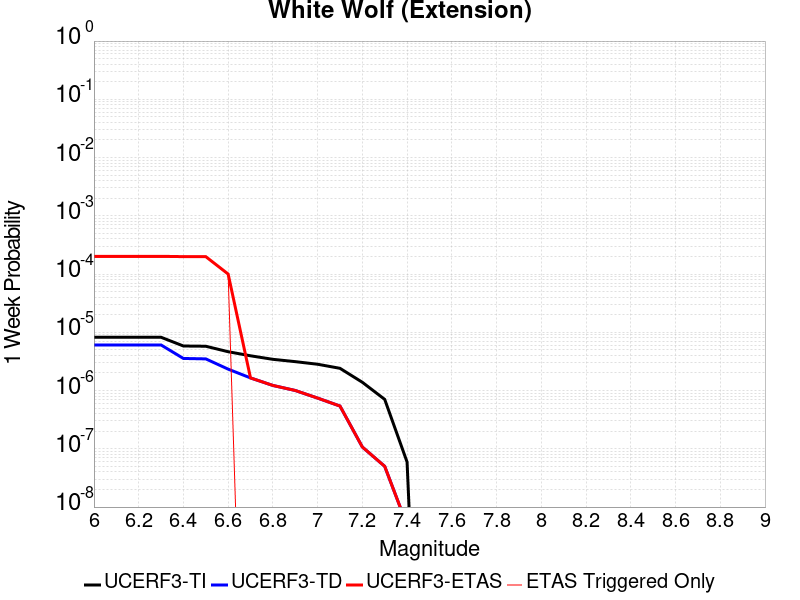 White Wolf (Extension)
10^0
10^-1
10^-2
10^-3
10^-4
10^-5
10^-6
10^-7
10^-8
1 Week Probability
6 6.2 6.4 6.6 6.8 7 7.2 7.4 7.6 7.8 8 8.2 8.4 8.6 8.8 9
Magnitude
UCERF3-TI UCERF3-TD UCERF3-ETAS ETAS Triggered Only